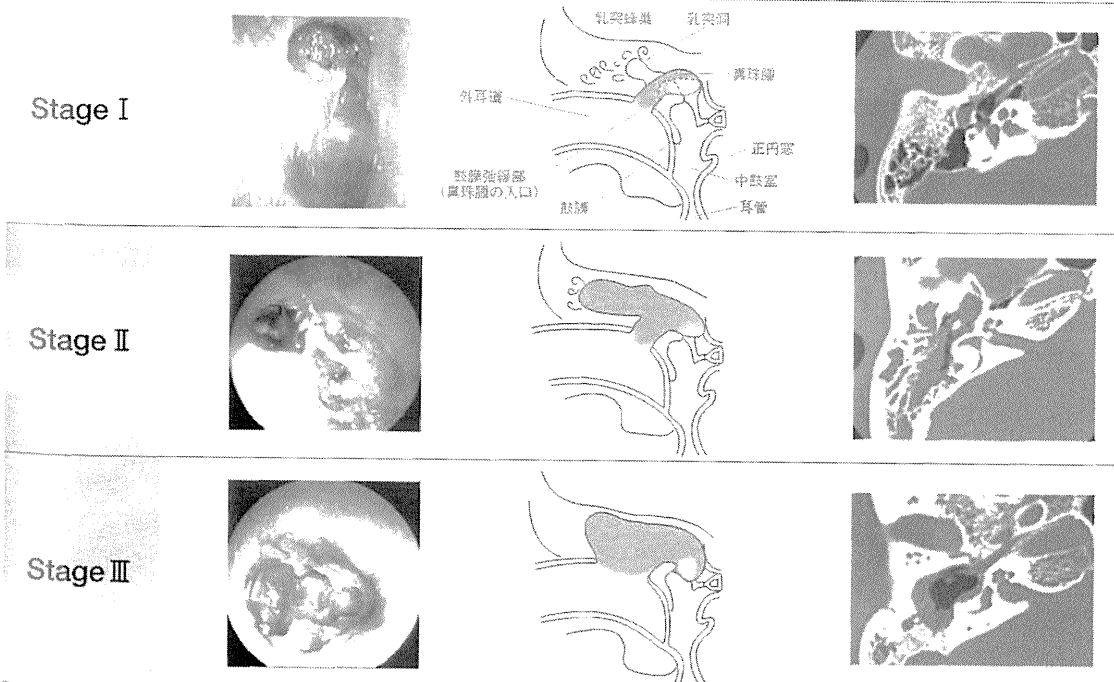 Stage Ⅰ
乳突蜂巣
乳突洞
真珠腫
外耳道
正円窓
鼓膜弛緩部
(真珠腫の入口)
中鼓室
鼓膜
耳管
Stage Ⅱ
Stage Ⅲ